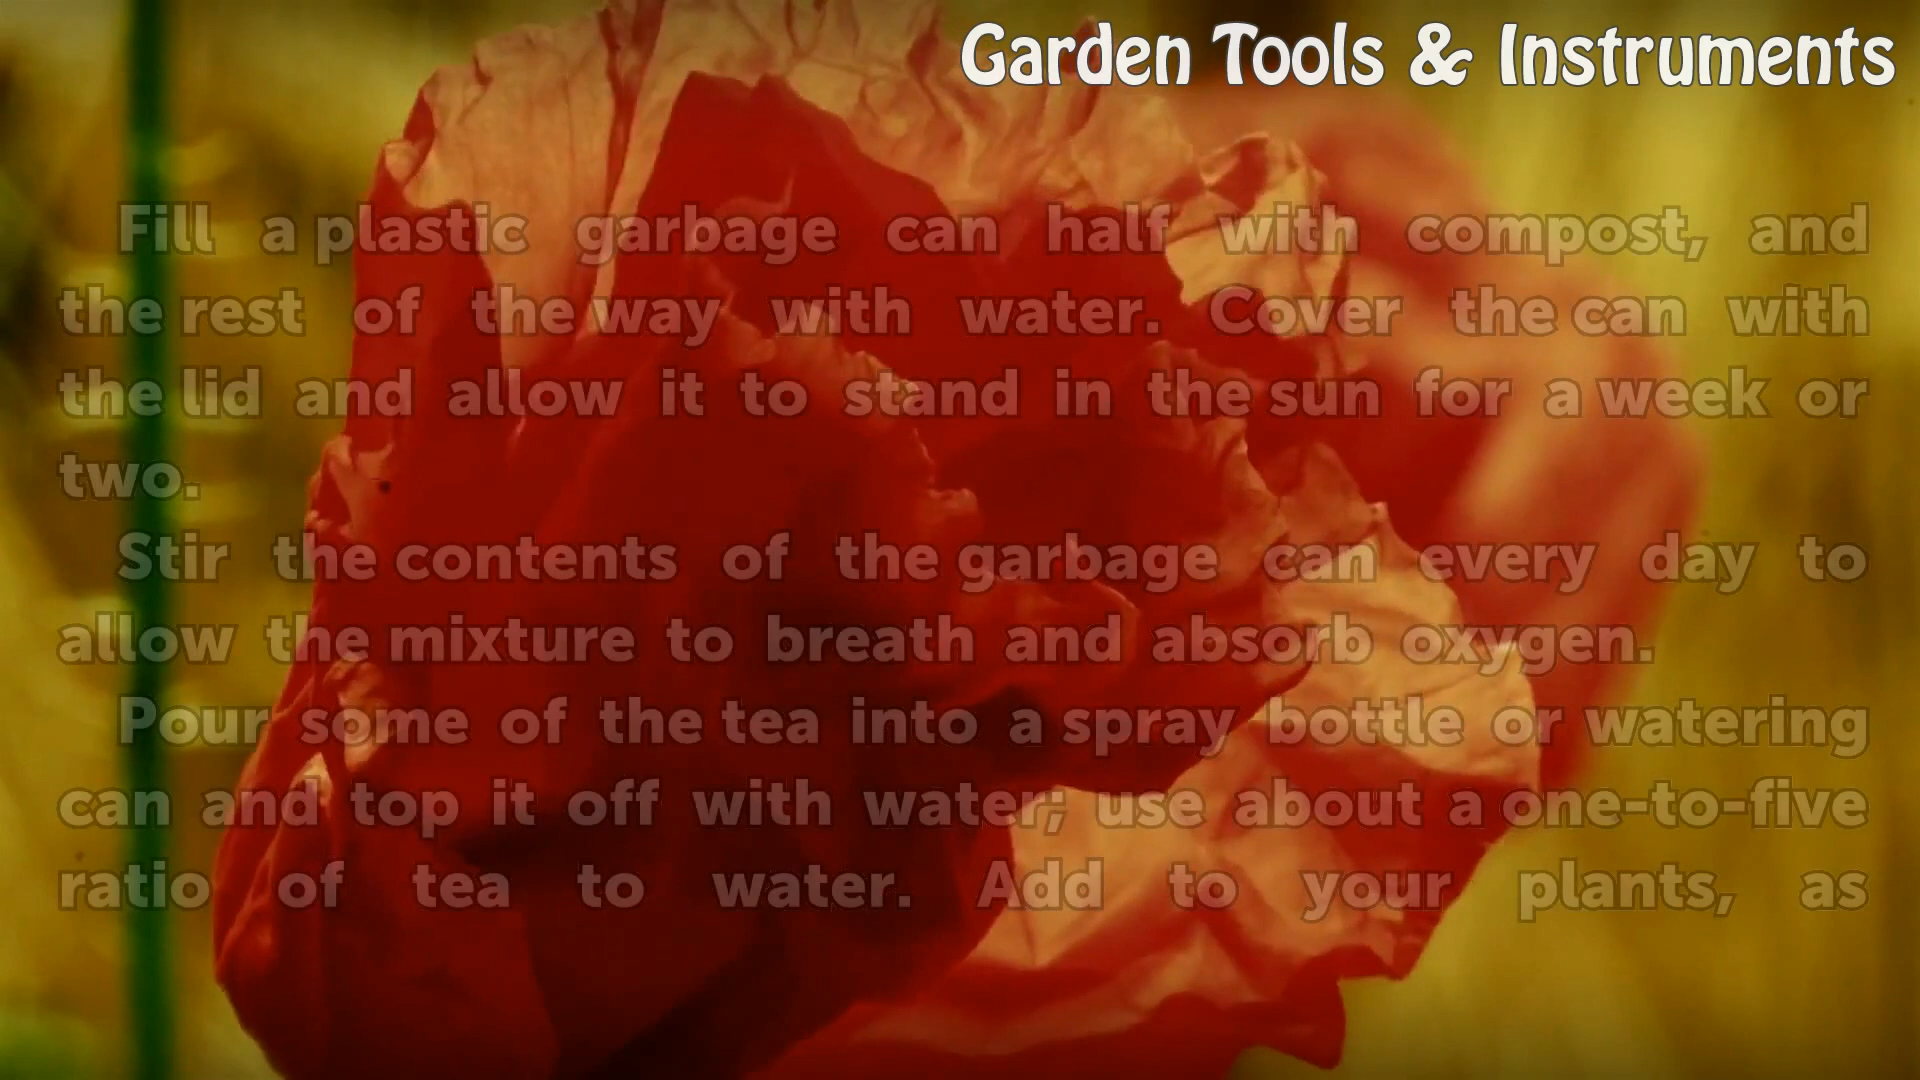 Garden Tools & Instruments
Fill a plastic garbage can half with compost, and
the rest of the way with water. Cover the can with
the lid and allow it to stand in the sun for a week or
two.
Stir the contents of the garbage can every day to
allow the mixture to breath and absorb oxygen.
Pour some of the tea into a spray bottle or watering
can and top it off with water; use about a one-to-five
ratio of tea to water. Add to your plants, as